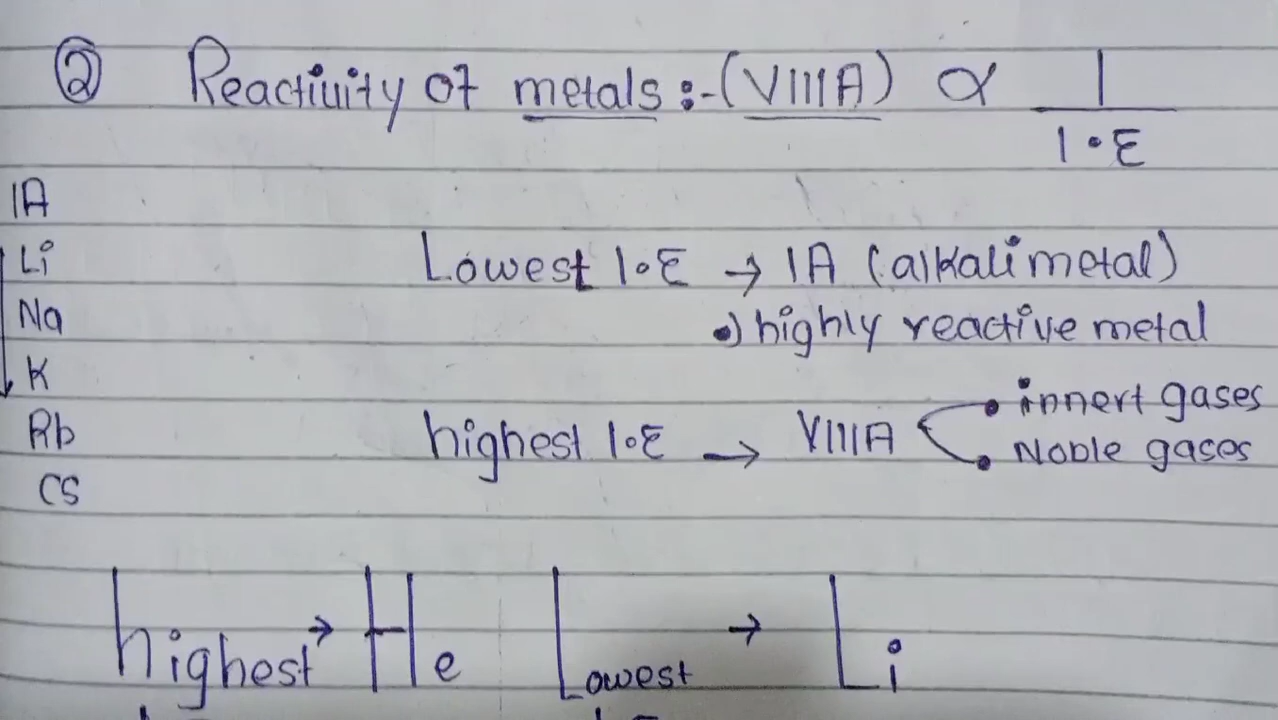 ② Reactivity of metals :- (VIIIA) ∝ 1/I.E
IA
Li
Lowest I.E → IA (alkali metal)
Na
•) highly reactive metal
K
innert gases
Rb
highest I.E → VIIIA
Noble gases
CS
highest → He Lowest → Li